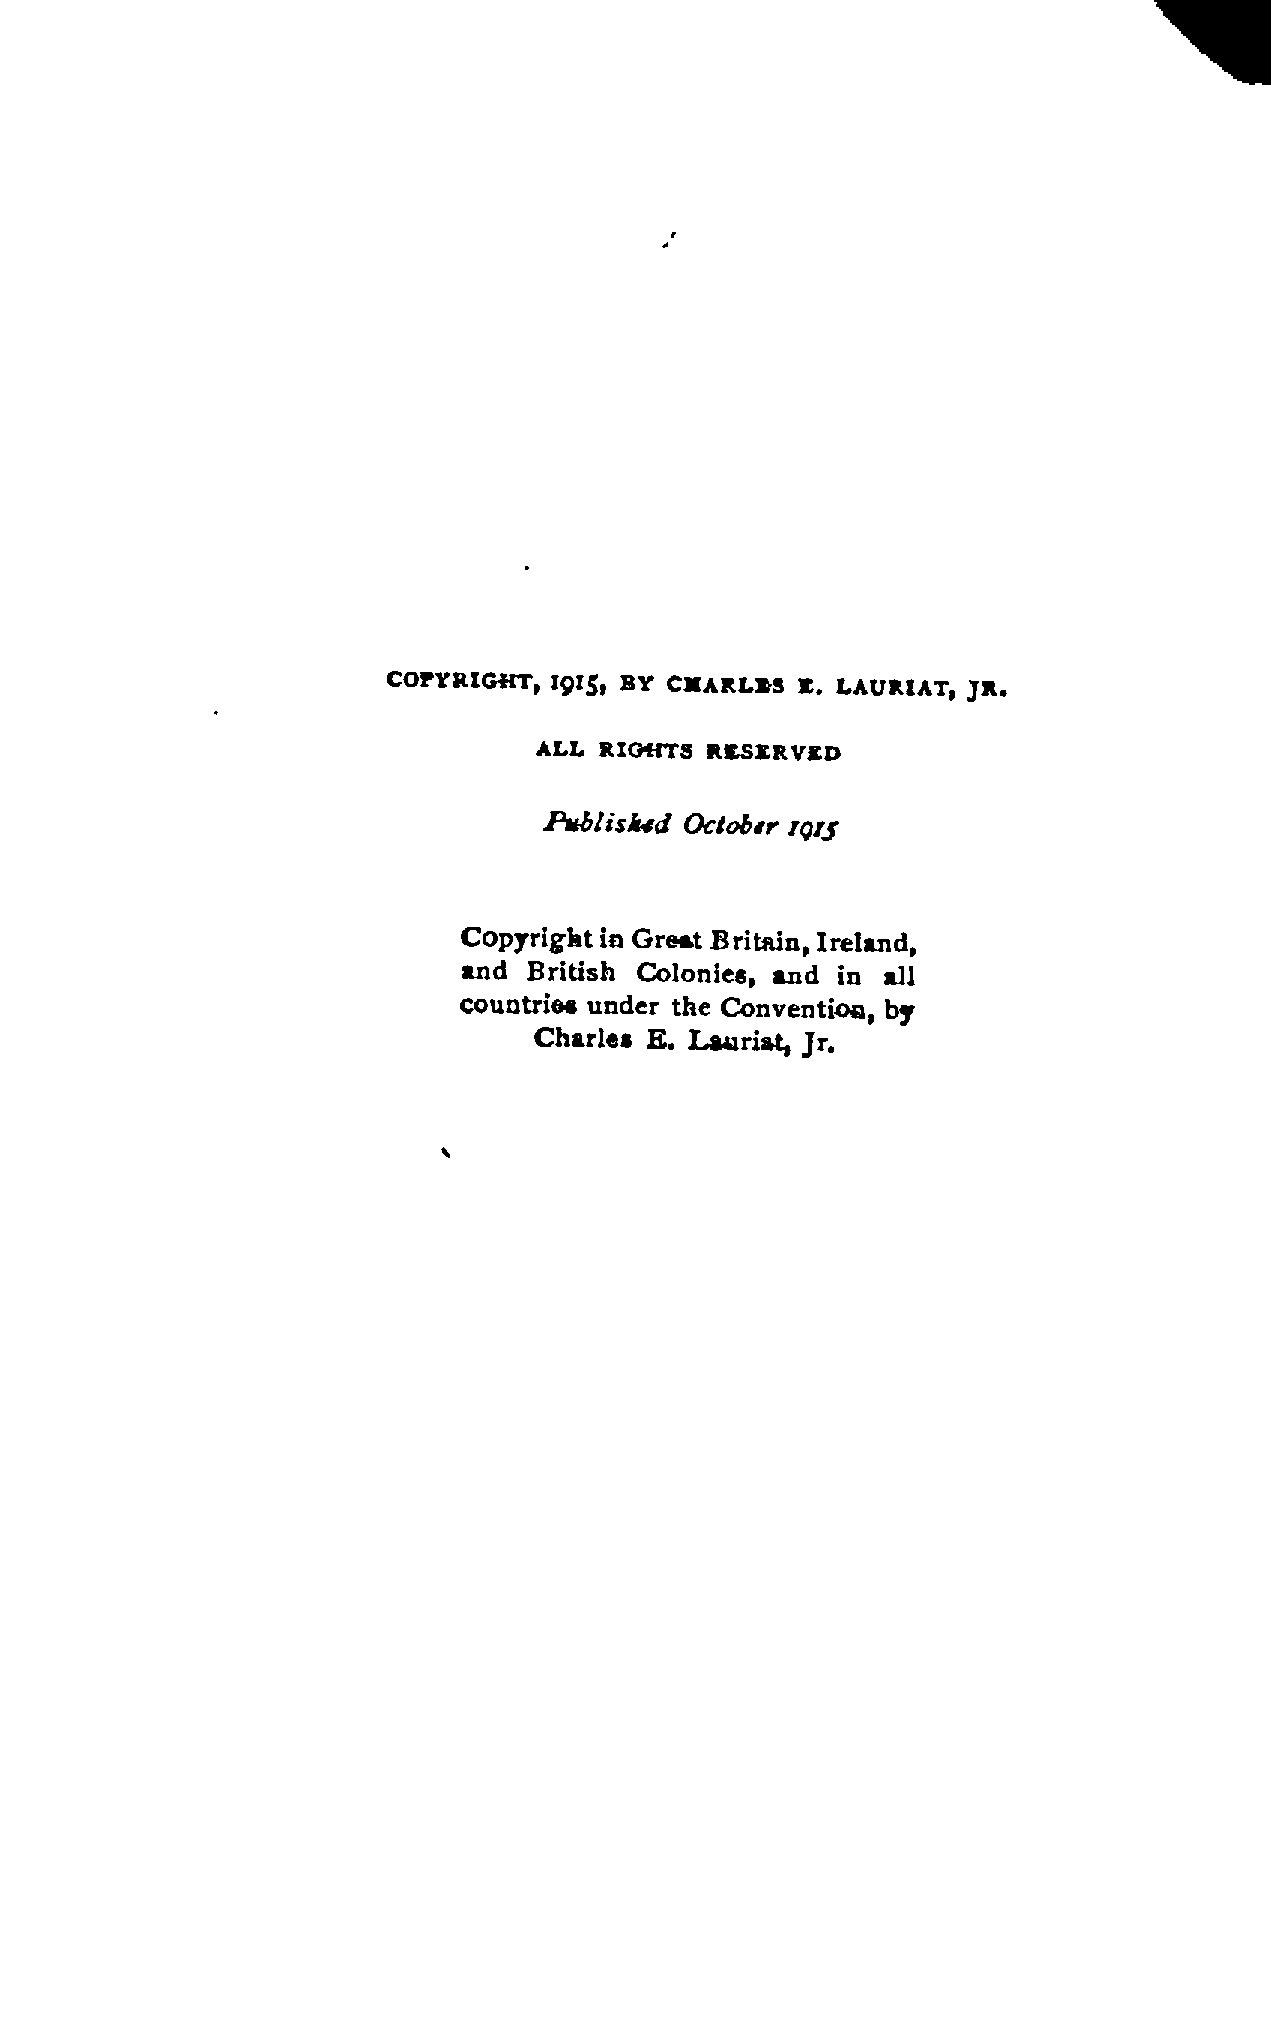 COPYRIGHT, 1915, BY CHARLES E. LAURIAT, JR.
ALL RIGHTS RESERVED
Published October 1915
Copyright in Great Britain, Ireland,
and British Colonies, and in all
countries under the Convention, by
Charles E. Lauriat, Jr.